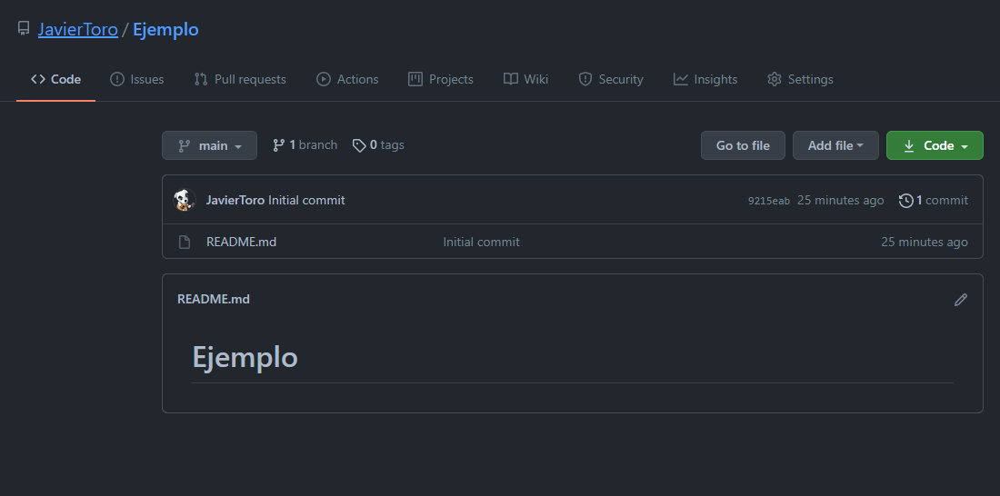 JavierToro / Ejemplo
Code Issues Pull requests Actions Projects Wiki Security Insights Settings
main 1 branch 0 tags Go to file Add file Code
JavierToro Initial commit 9215eab 25 minutes ago 1 commit
README.md Initial commit 25 minutes ago
README.md
Ejemplo